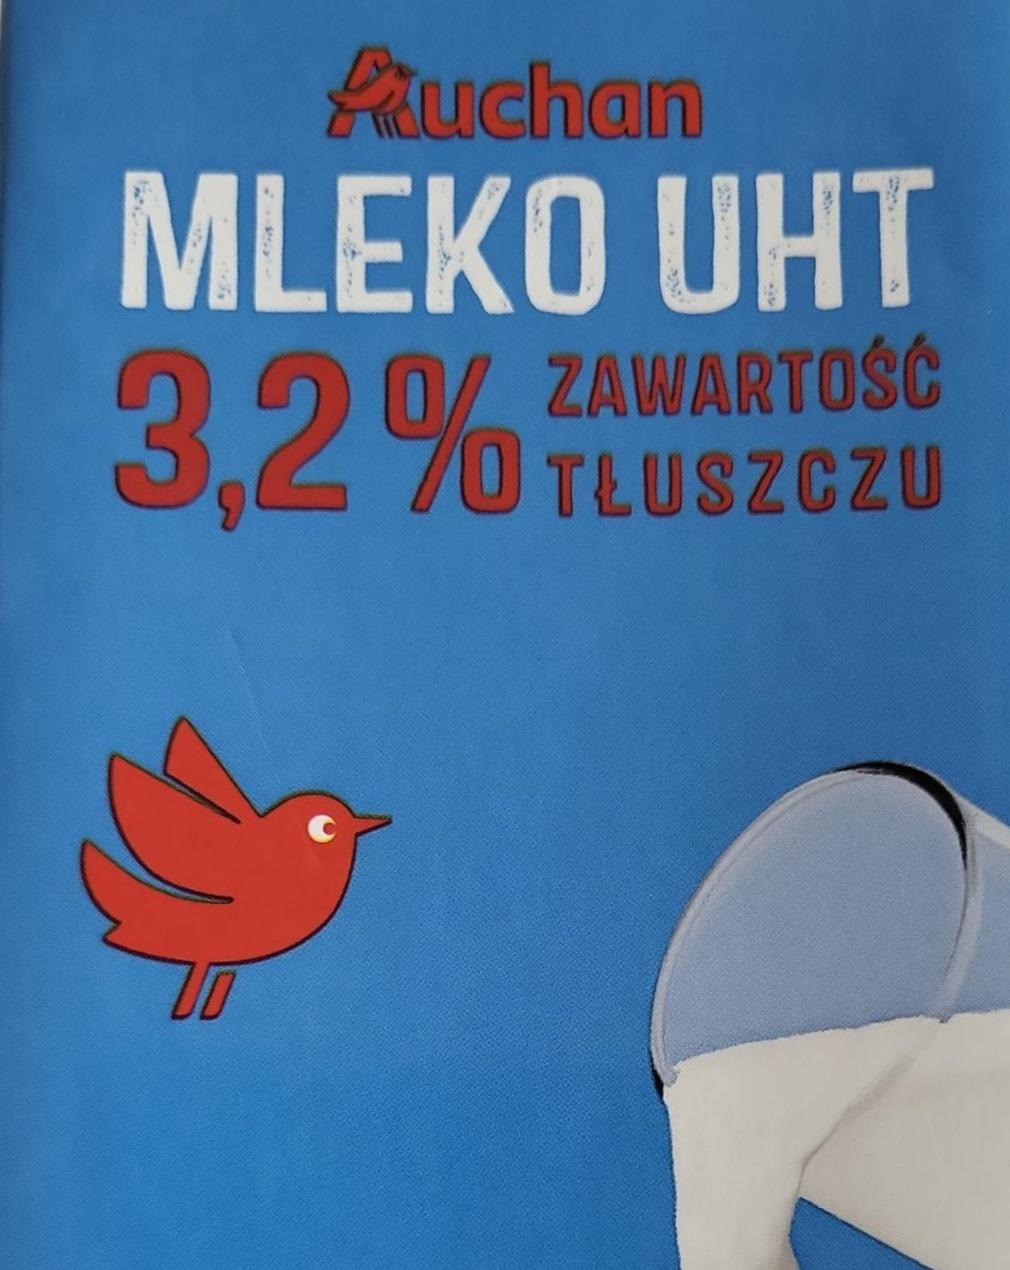 Auchan
MLEKO UHT
3,2% ZAWARTOŚĆ
TŁUSZCZU